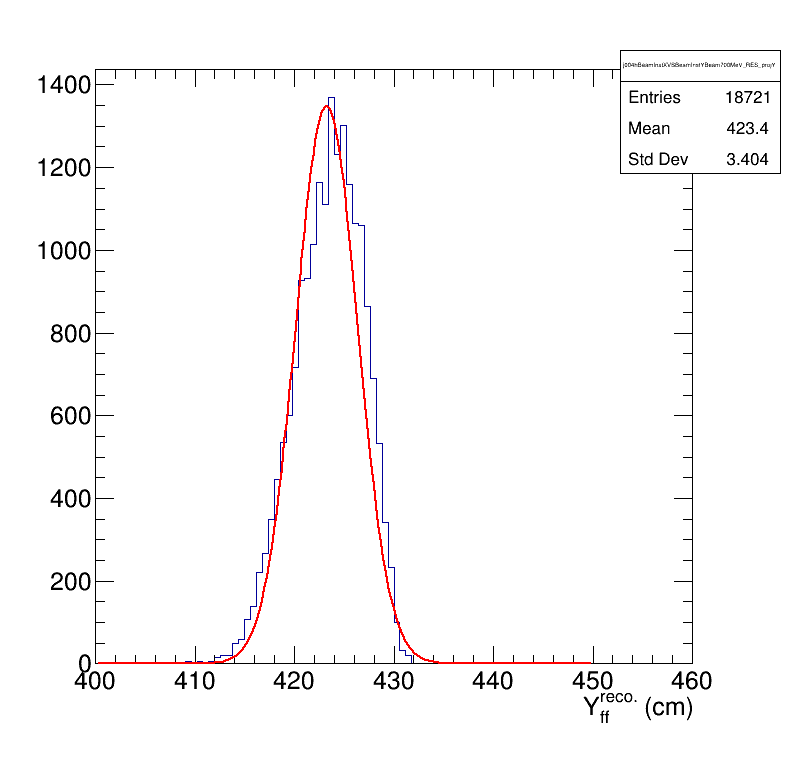 j004hBeamInstXVSBeamInstYBeam700MeV_RES_projY
Entries 18721
Mean 423.4
Std Dev 3.404
1400
1200
1000
800
600
400
200
0
400 410 420 430 440 450 460
Y_ff^reco. (cm)